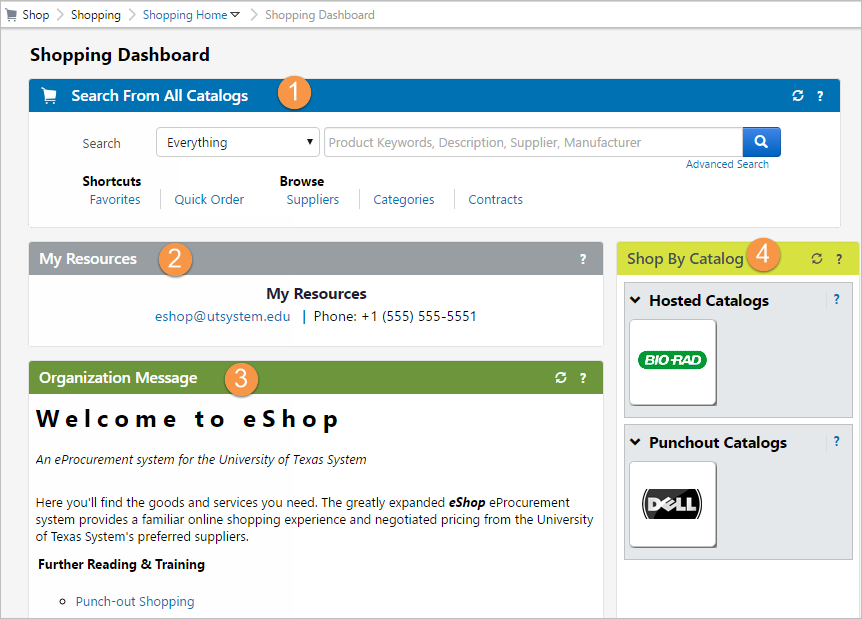 Shop Shopping Shopping Home Shopping Dashboard
Shopping Dashboard
Search From All Catalogs 1 ?
Search Everything Product Keywords, Description, Supplier, Manufacturer
Advanced Search
Shortcuts Browse
Favorites Quick Order Suppliers Categories Contracts
My Resources 2 ?
My Resources
eshop@utsystem.edu | Phone: +1 (555) 555-5551
Organization Message 3 ?
Welcome to eShop
An eProcurement system for the University of Texas System
Here you'll find the goods and services you need. The greatly expanded eShop eProcurement
system provides a familiar online shopping experience and negotiated pricing from the University
of Texas System's preferred suppliers.
Further Reading & Training
Punch-out Shopping
Shop By Catalog 4 ?
Hosted Catalogs ?
BIO-RAD
Punchout Catalogs ?
DELL